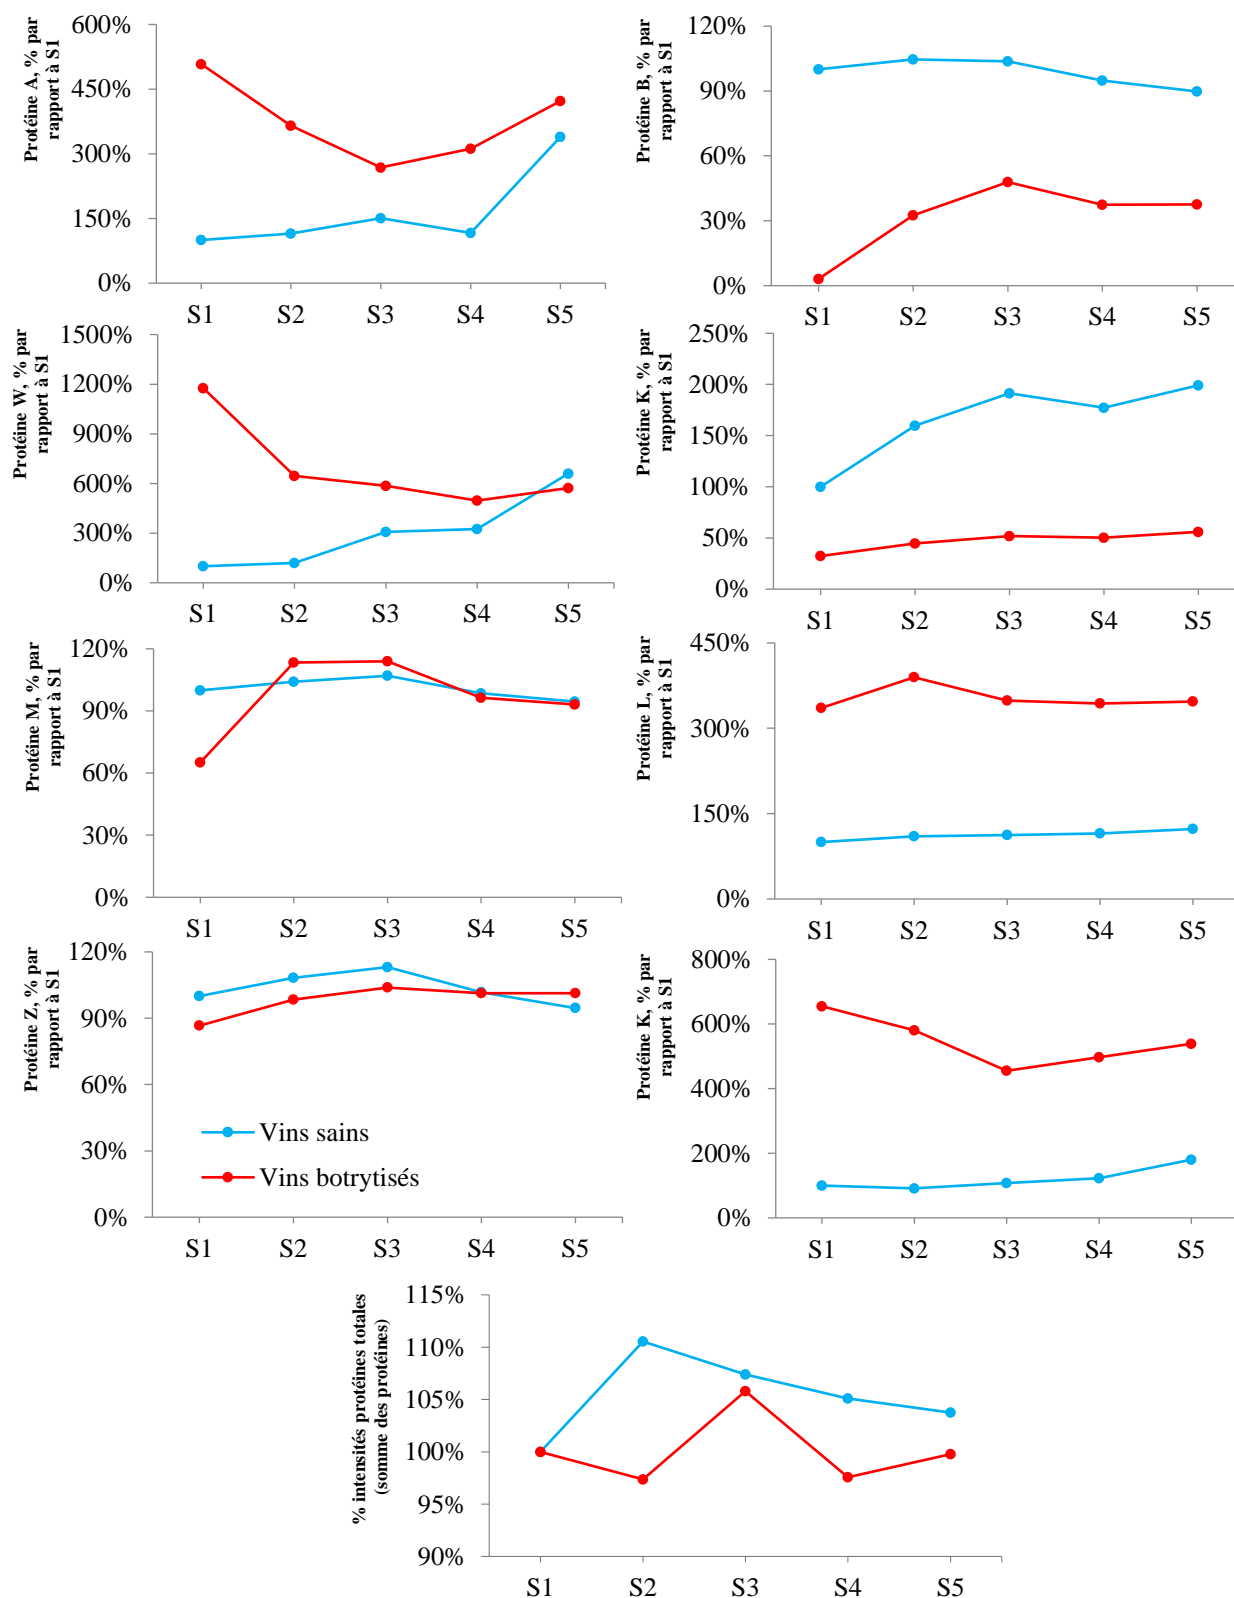 Protéine A, % par
rapport à S1
600%
450%
300%
150%
0%
S1 S2 S3 S4 S5
Protéine B, % par
rapport à S1
120%
90%
60%
30%
0%
S1 S2 S3 S4 S5
Protéine W, % par
rapport à S1
1500%
1200%
900%
600%
300%
0%
S1 S2 S3 S4 S5
Protéine K, % par
rapport à S1
250%
200%
150%
100%
50%
0%
S1 S2 S3 S4 S5
Protéine M, % par
rapport à S1
120%
90%
60%
30%
0%
S1 S2 S3 S4 S5
Protéine L, % par
rapport à S1
450%
300%
150%
0%
S1 S2 S3 S4 S5
Protéine Z, % par
rapport à S1
120%
90%
60%
30%
0%
Vins sains
Vins botrytisés
S1 S2 S3 S4 S5
Protéine K, % par
rapport à S1
800%
600%
400%
200%
0%
S1 S2 S3 S4 S5
% intensités protéines totales
(somme des protéines)
115%
110%
105%
100%
95%
90%
S1 S2 S3 S4 S5